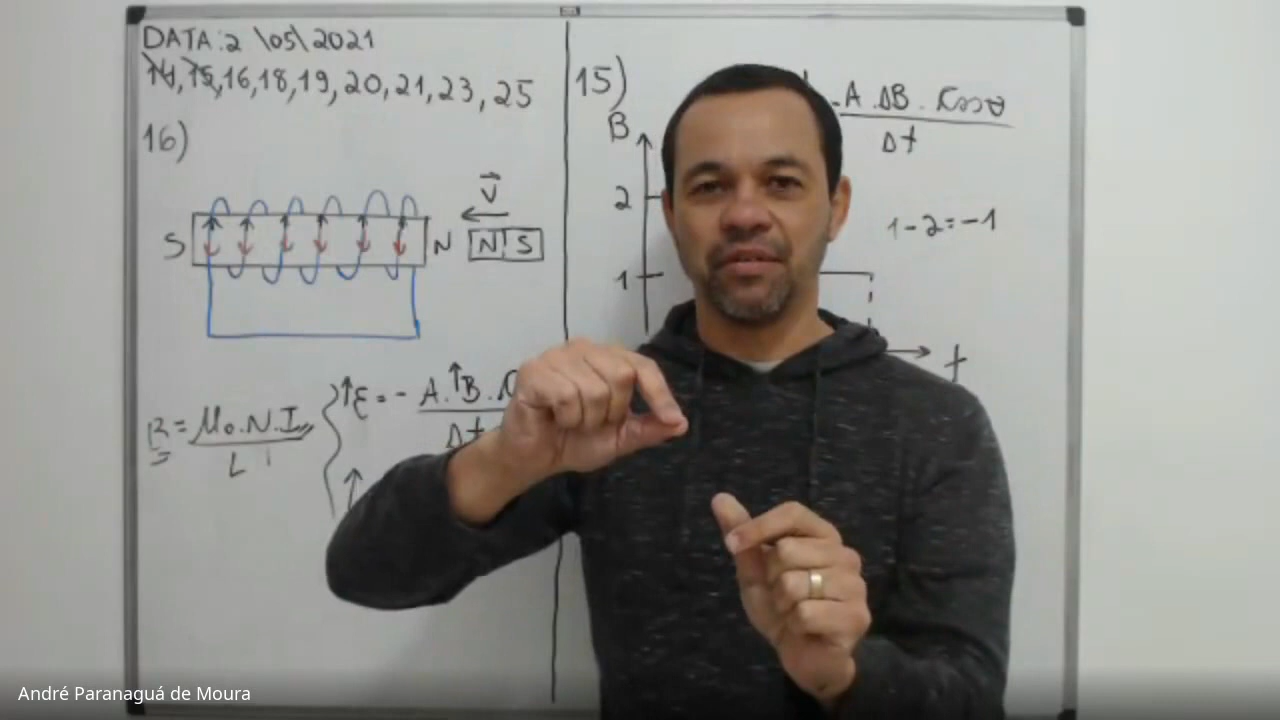 DATA: 2 \05\ 2021
14, 15, 16, 18, 19, 20, 21, 23, 25
16)
S N
V
N S
B = μ0.N.I
L
↑ε = - A.↑B.
Δt
15)
B
2
1
t
. A . ΔB . Cosθ
Δt
1-2=-1
André Paranaguá de Moura